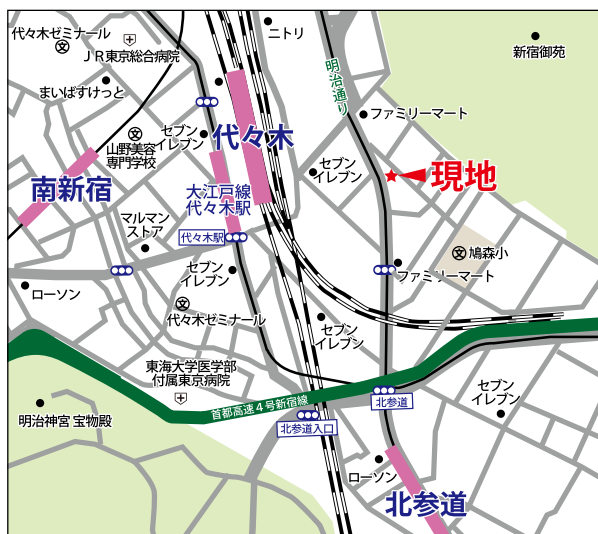 代々木ゼミナール
JR東京総合病院
ニトリ
新宿御苑
まいばすけっと
明治通り
ファミリーマート
山野美容
専門学校
セブン
イレブン
代々木
セブン
イレブン
現地
南新宿
大江戸線
代々木駅
マルマン
ストア
代々木駅
鳩森小
セブン
イレブン
ファミリーマート
ローソン
代々木ゼミナール
セブン
イレブン
東海大学医学部
付属東京病院
首都高速4号新宿線
北参道
セブン
イレブン
明治神宮 宝物殿
北参道入口
ローソン
北参道
文
文
文
文